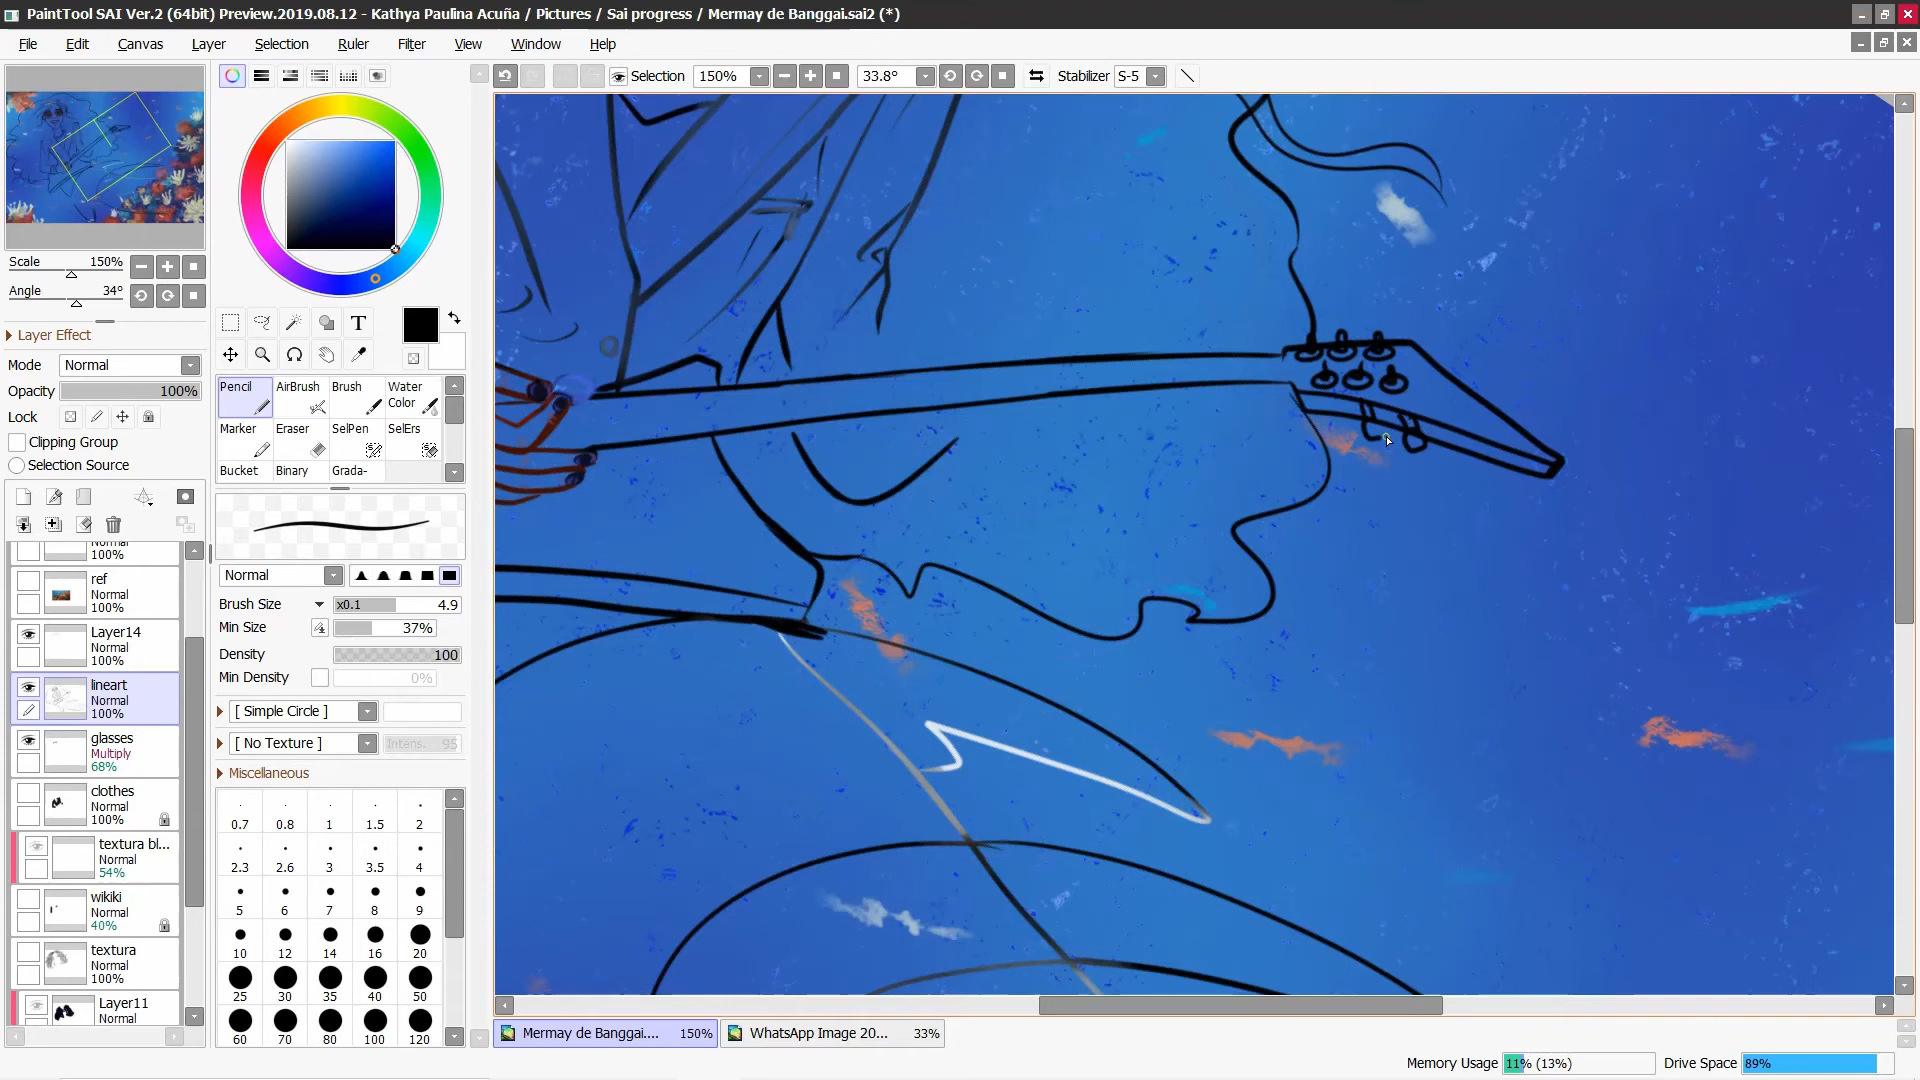 PaintTool SAI Ver.2 (64bit) Preview.2019.08.12 - Kathya Paulina Acuña / Pictures / Sai progress / Mermay de Banggai.sai2 (*)
File Edit Canvas Layer Selection Ruler Filter View Window Help
Selection 150% 33.8° Stabilizer S-5
Scale 150%
Angle 34°
Layer Effect
Mode Normal
Opacity 100%
Lock
Clipping Group
Selection Source
Normal
100%
ref
Normal
100%
Layer14
Normal
100%
lineart
Normal
100%
glasses
Multiply
68%
clothes
Normal
100%
textura bl...
Normal
54%
wikiki
Normal
40%
textura
Normal
100%
Layer11
Normal
T
Pencil AirBrush Brush Water Color
Marker Eraser SelPen SelErs
Bucket Binary Grada-
Normal
Brush Size x0.1 4.9
Min Size 37%
Density 100
Min Density 0%
[ Simple Circle ]
[ No Texture ] Intens. 95
Miscellaneous
0.7 0.8 1 1.5 2
2.3 2.6 3 3.5 4
5 6 7 8 9
10 12 14 16 20
25 30 35 40 50
60 70 80 100 120
Mermay de Banggai.... 150% WhatsApp Image 20... 33%
Memory Usage 11% (13%) Drive Space 89%